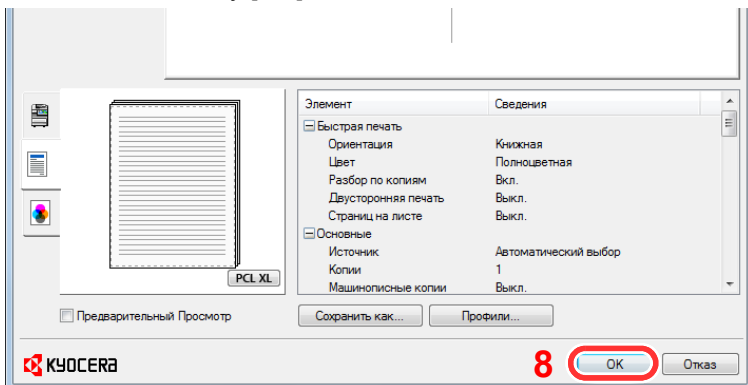 Элемент Сведения
Быстрая печать
Ориентация Книжная
Цвет Полноцветная
Разбор по копиям Вкл.
Двусторонняя печать Выкл.
Страниц на листе Выкл.
Основные
Источник Автоматический выбор
Копии 1
Машинописные копии Выкл.
PCL XL
Предварительный Просмотр
Сохранить как... Профили...
KYOCERA
8 OK Отказ